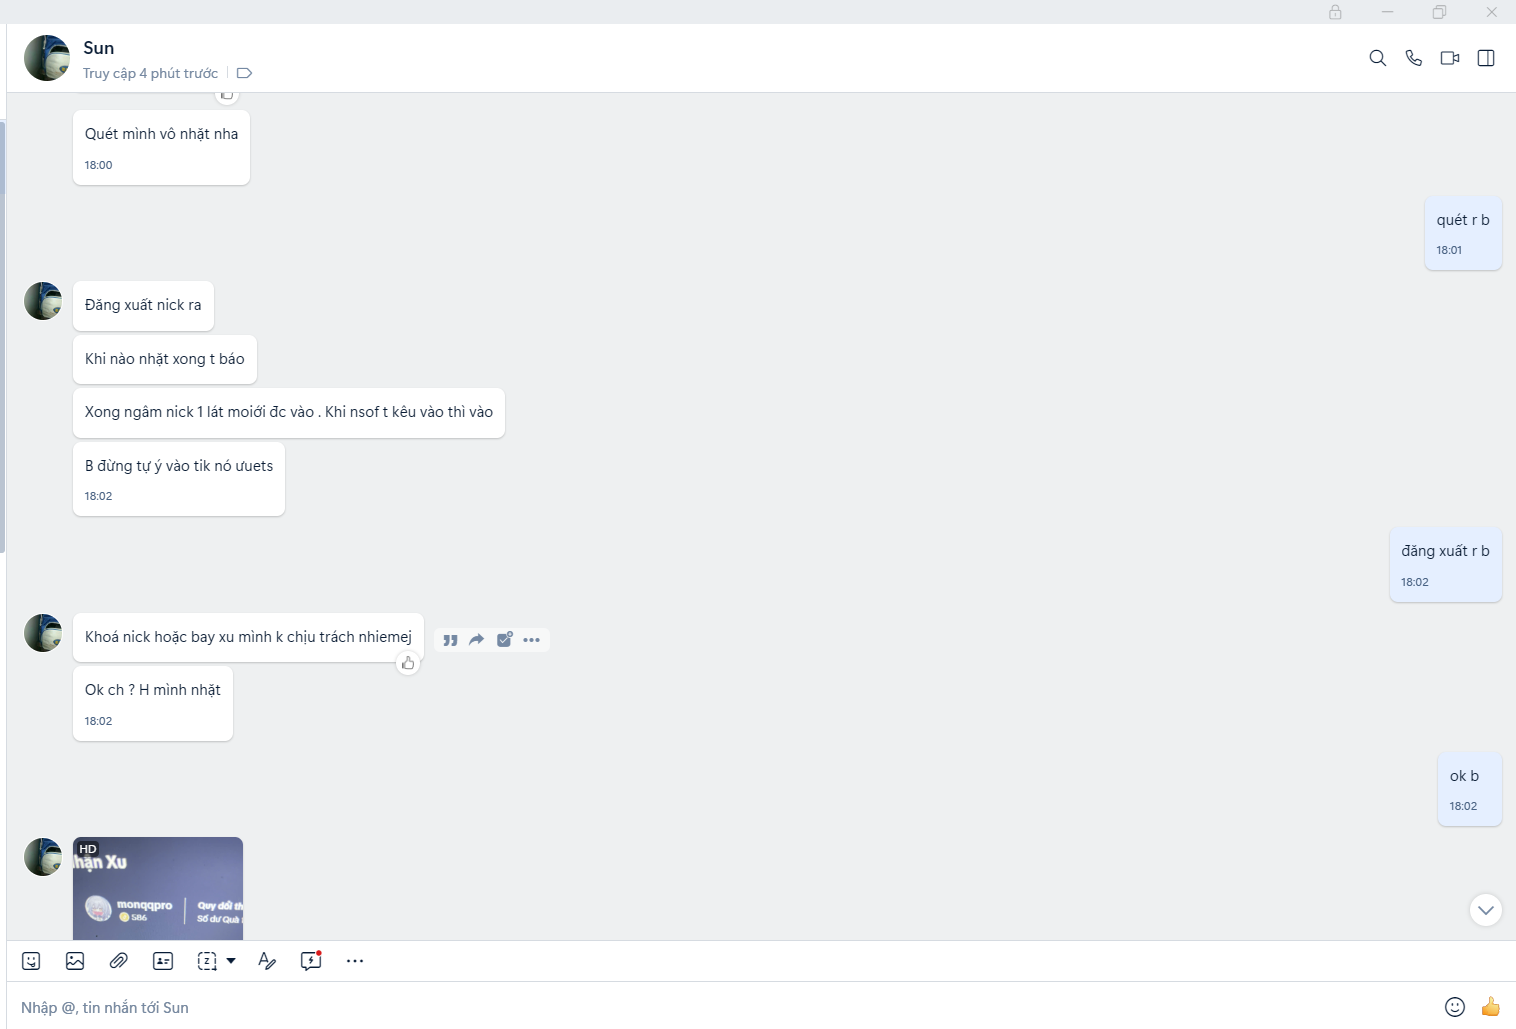 Sun
Truy cập 4 phút trước
Quét mình vô nhặt nha
18:00
quét r b
18:01
Đăng xuất nick ra
Khi nào nhặt xong t báo
Xong ngâm nick 1 lát moiới đc vào . Khi nsof t kêu vào thì vào
B đừng tự ý vào tik nó ưuets
18:02
đăng xuất r b
18:02
Khoá nick hoặc bay xu mình k chịu trách nhiemej
Ok ch ? H mình nhặt
18:02
ok b
18:02
HD
Nhận Xu
monqqpro
586
Quy đổi th
Số dư Quà
Nhập @, tin nhắn tới Sun